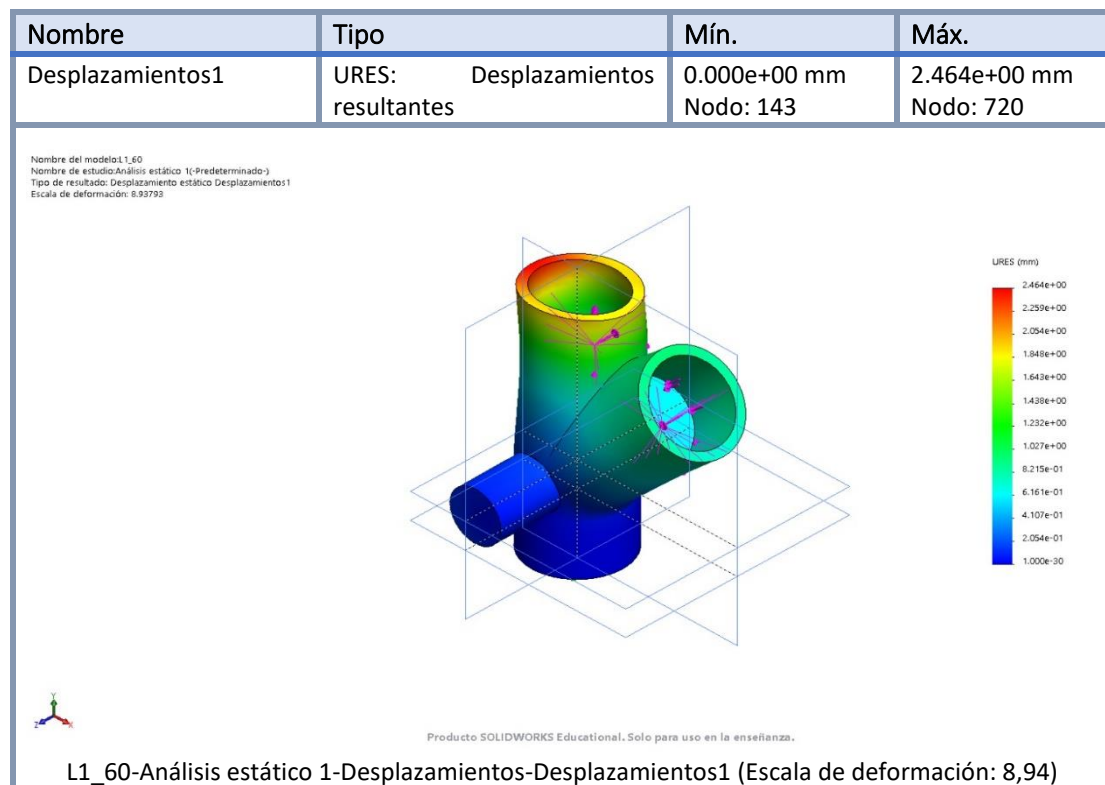 Nombre Tipo Mín. Máx.
Desplazamientos1 URES: Desplazamientos 0.000e+00 mm 2.464e+00 mm
resultantes Nodo: 143 Nodo: 720
Nombre del modelo:L1_60
Nombre de estudio:Análisis estático 1(-Predeterminado-)
Tipo de resultado: Desplazamiento estático Desplazamientos1
Escala de deformación: 8.93793
URES (mm)
2.464e+00
2.259e+00
2.054e+00
1.848e+00
1.643e+00
1.438e+00
1.232e+00
1.027e+00
8.215e-01
6.161e-01
4.107e-01
2.054e-01
1.000e-30
Y
Z X
Producto SOLIDWORKS Educational. Solo para uso en la enseñanza.
L1_60-Análisis estático 1-Desplazamientos-Desplazamientos1 (Escala de deformación: 8,94)